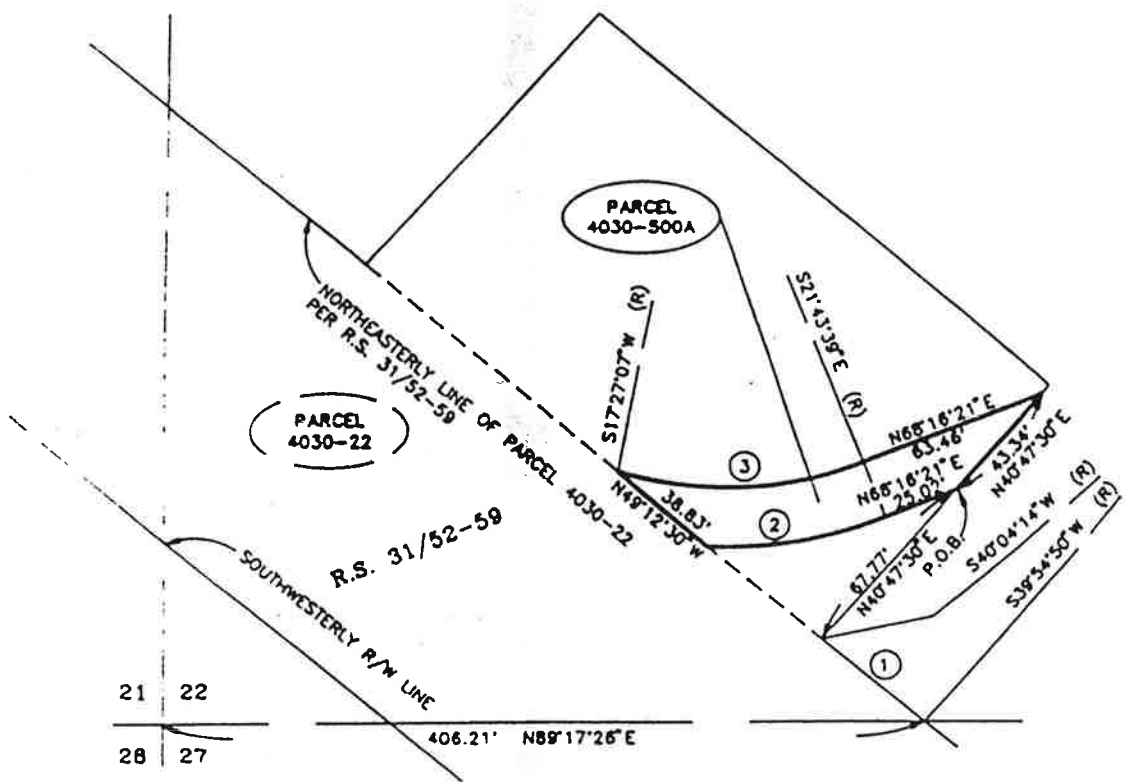 PARCEL
4030-500A
S21°43'39"E (R)
S17°27'07"W (R)
NORTHEASTERLY LINE OF PARCEL 4030-22
PER R.S. 31/52-59
PARCEL
4030-22
N68°16'21"E
63.46'
3
43.34'
N40°47'30"E
N68°16'21"E
25.03'
38.83'
N49°12'30"W
2
P.O.B.
S40°04'14"W (R)
S39°54'50"W (R)
67.77'
N40°47'30"E
R.S. 31/52-59
SOUTHWESTERLY R/W LINE
1
21 22
28 27
406.21' N89°17'26"E